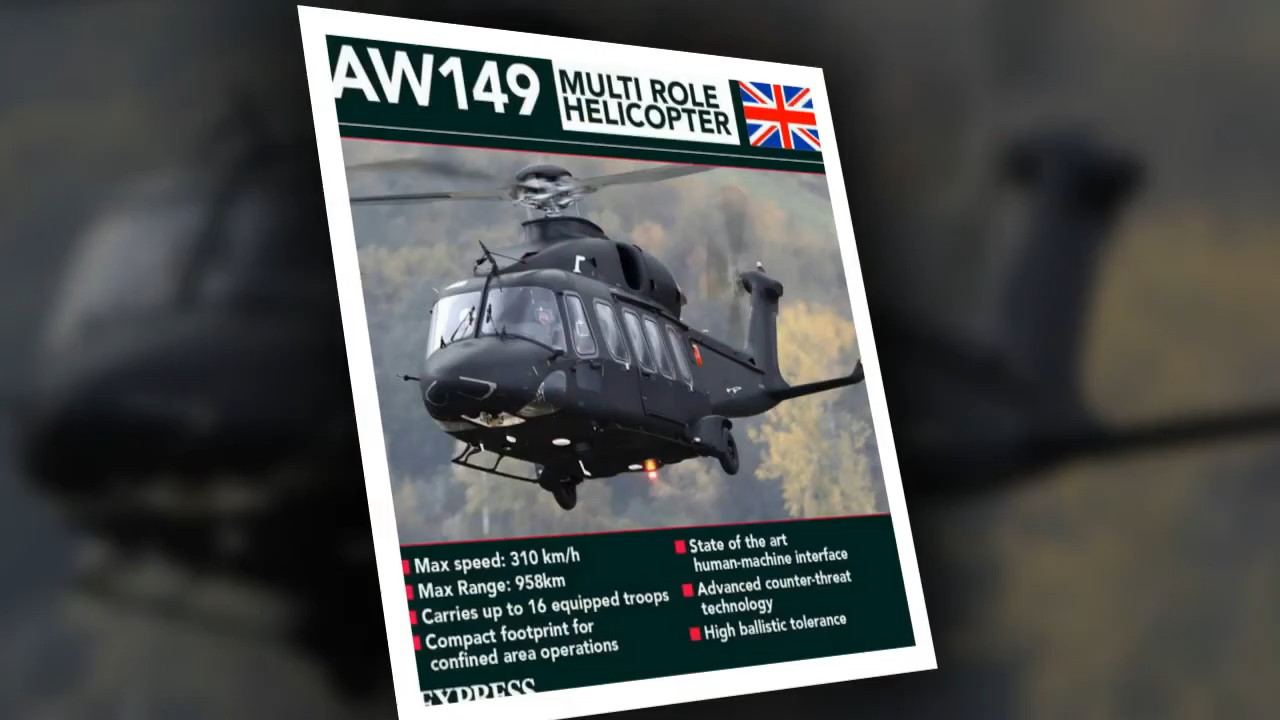 AW149
MULTI ROLE
HELICOPTER
Max speed: 310 km/h
Max Range: 958km
Carries up to 16 equipped troops
Compact footprint for
confined area operations
State of the art
human-machine interface
Advanced counter-threat
technology
High ballistic tolerance
EXPRESS